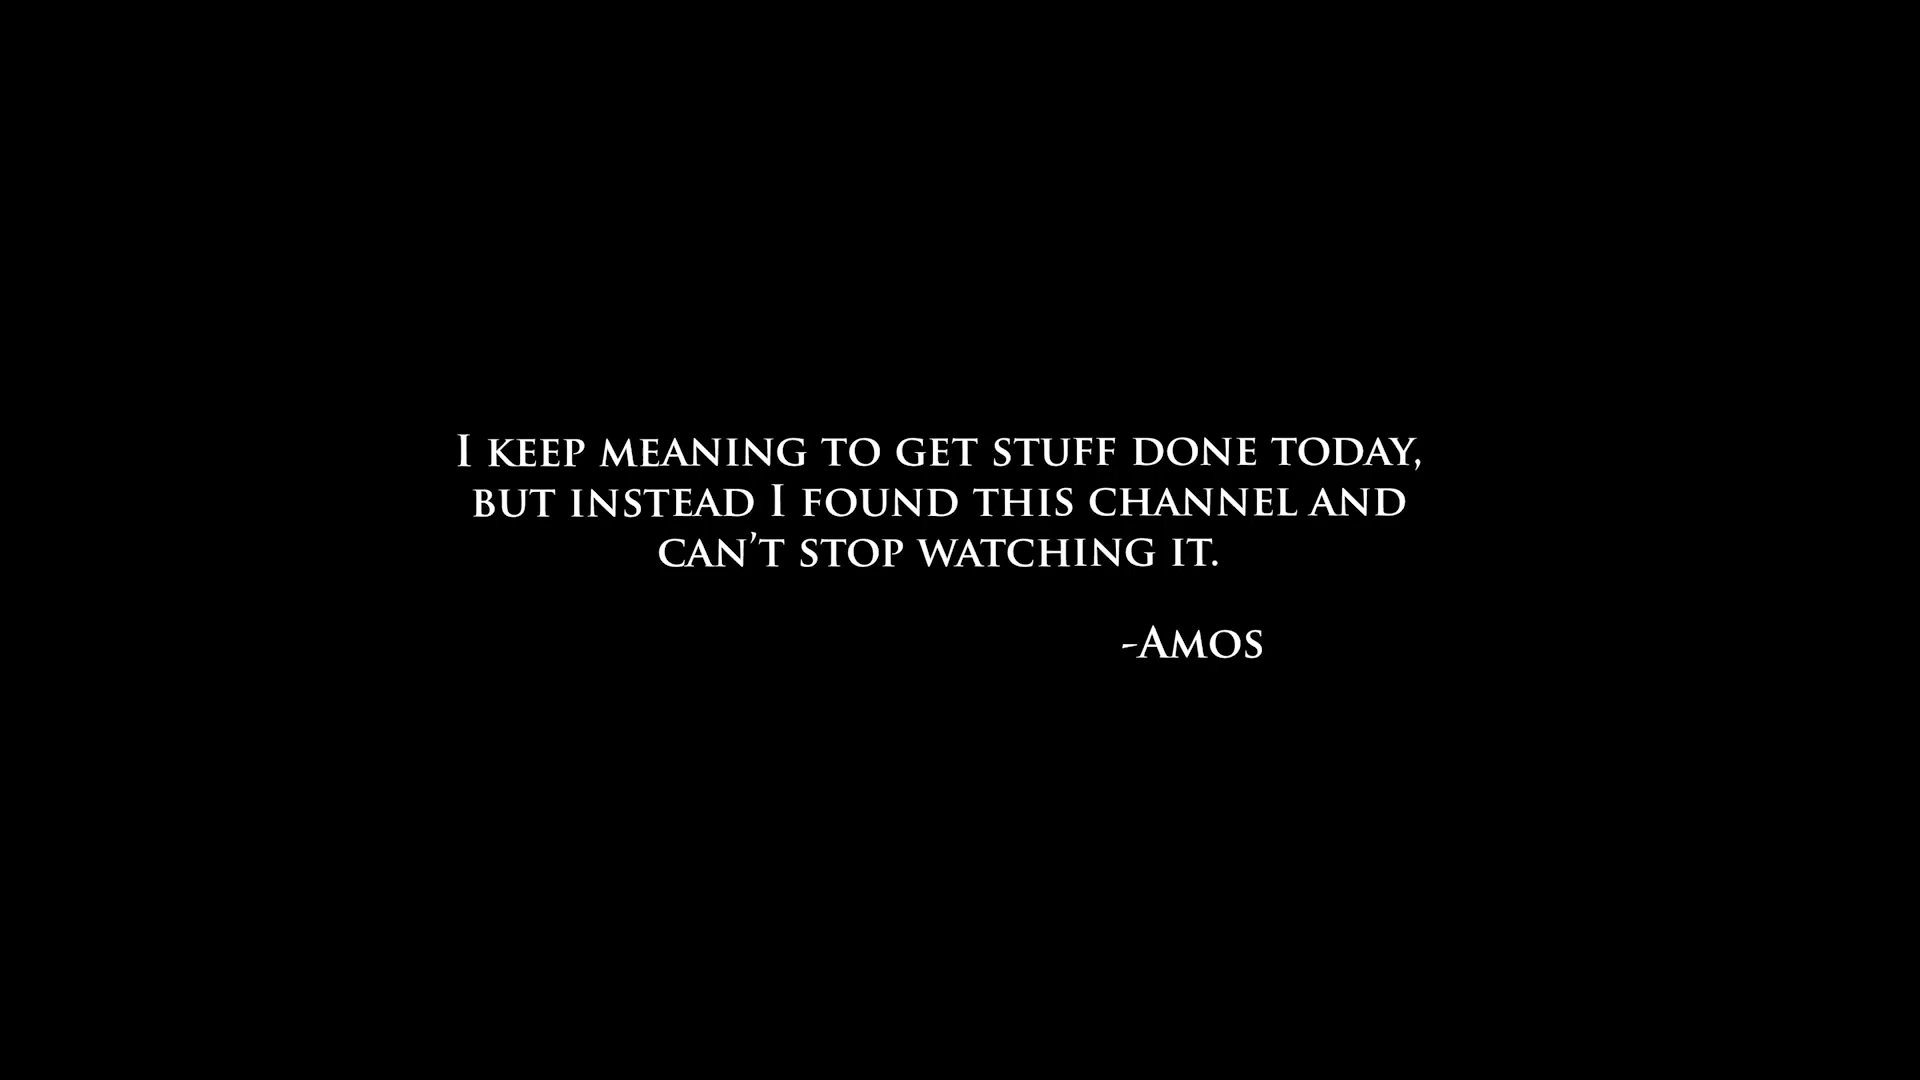 I keep meaning to get stuff done today,
but instead I found this channel and
can’t stop watching it.
-Amos